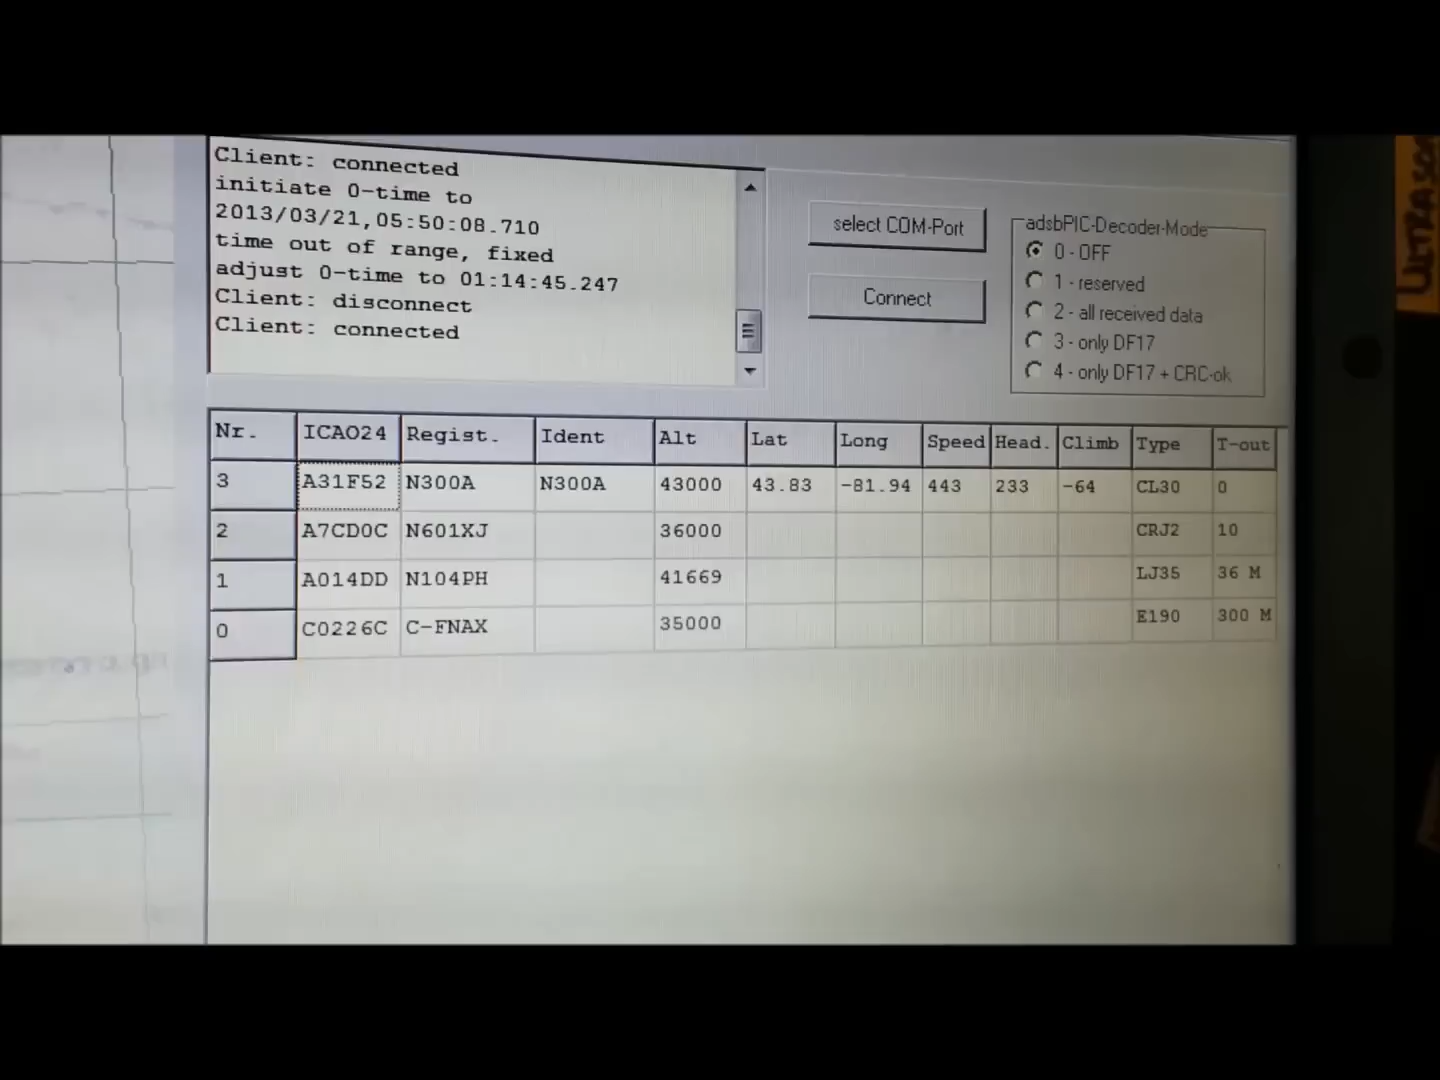 Client: connected
initiate 0-time to
2013/03/21,05:50:08.710
time out of range, fixed
adjust 0-time to 01:14:45.247
Client: disconnect
Client: connected
select COM-Port
Connect
adsbPIC-Decoder-Mode
0 - OFF
1 - reserved
2 - all received data
3 - only DF17
4 - only DF17 + CRC-ok
Nr. ICAO24 Regist. Ident Alt Lat Long Speed Head. Climb Type T-out
3 A31F52 N300A N300A 43000 43.83 -81.94 443 233 -64 CL30 0
2 A7CD0C N601XJ 36000 CRJ2 10
1 A014DD N104PH 41669 LJ35 36 M
0 C0226C C-FNAX 35000 E190 300 M